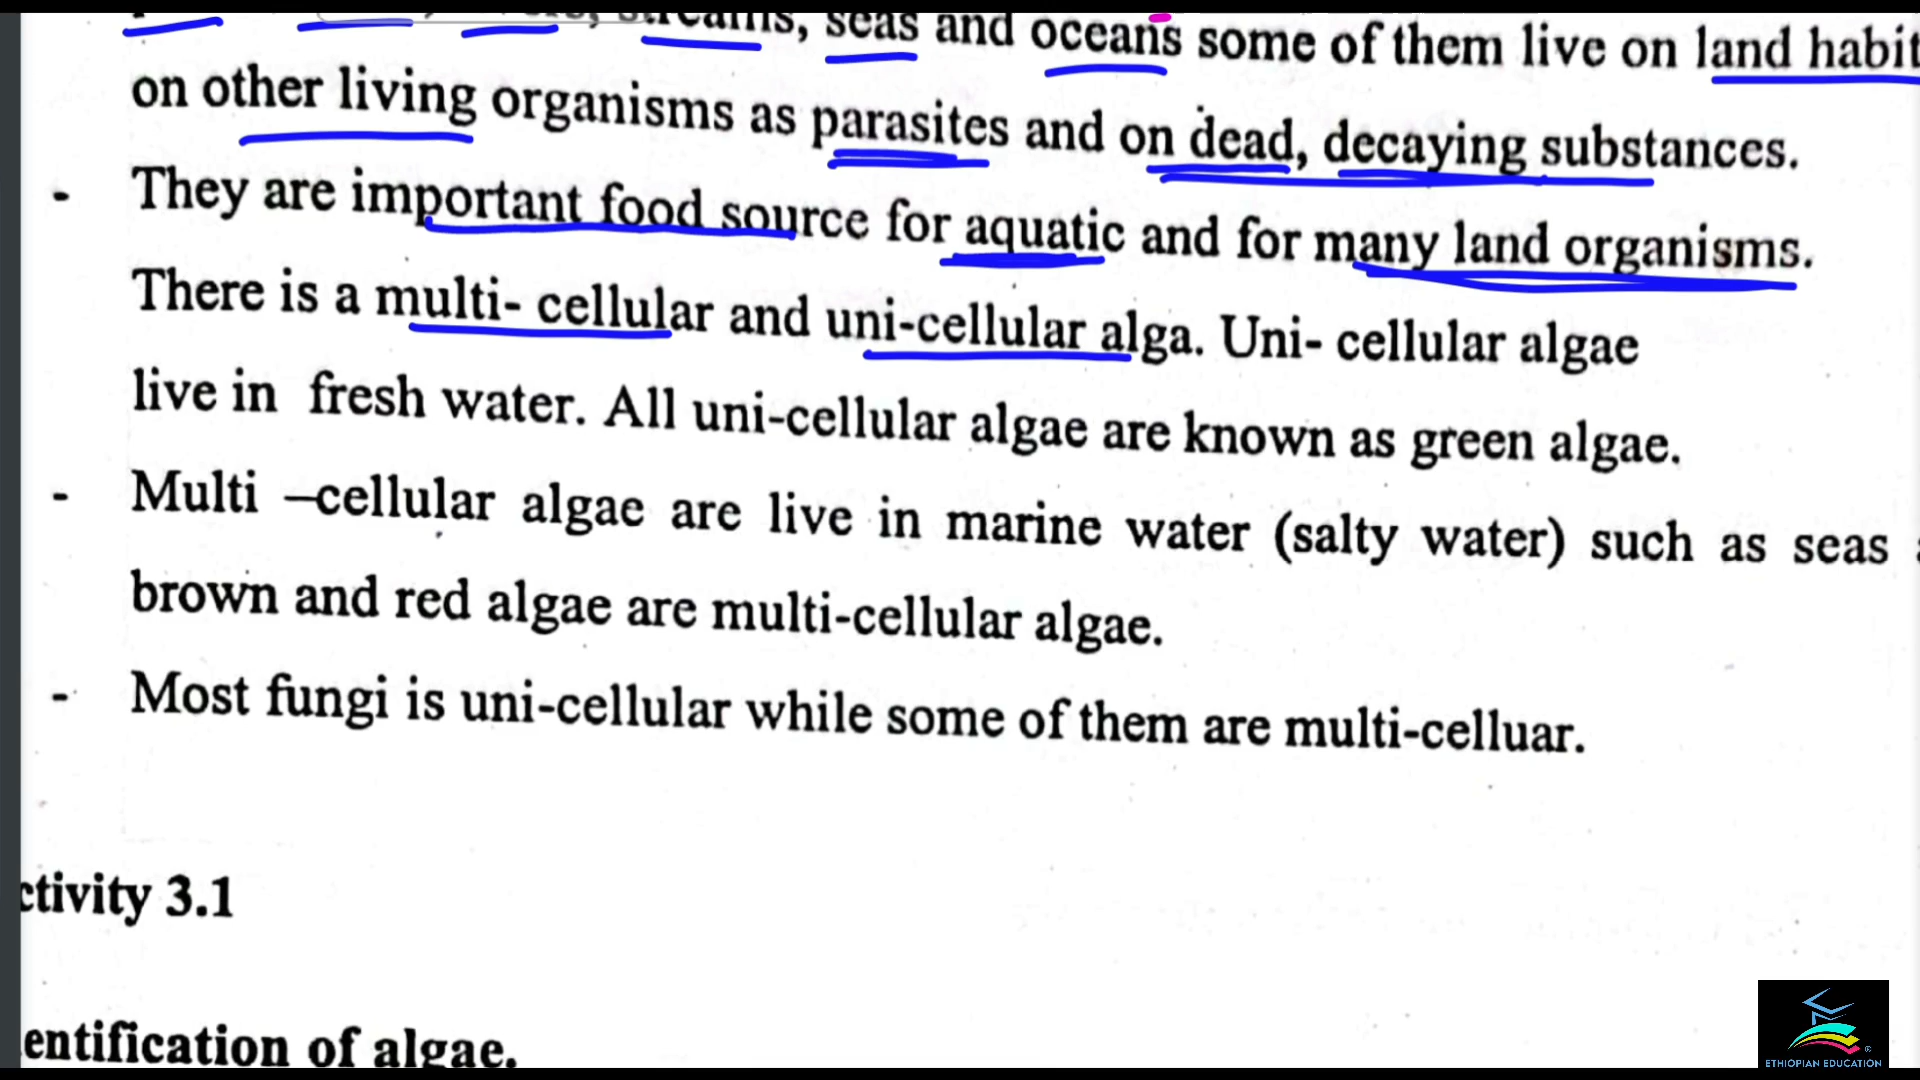 streams, seas and oceans some of them live on land habit
on other living organisms as parasites and on dead, decaying substances.
- They are important food source for aquatic and for many land organisms.
There is a multi- cellular and uni-cellular alga. Uni- cellular algae
live in fresh water. All uni-cellular algae are known as green algae.
- Multi –cellular algae are live in marine water (salty water) such as seas
brown and red algae are multi-cellular algae.
- Most fungi is uni-cellular while some of them are multi-celluar.
ctivity 3.1
entification of algae.
ETHIOPIAN EDUCATION